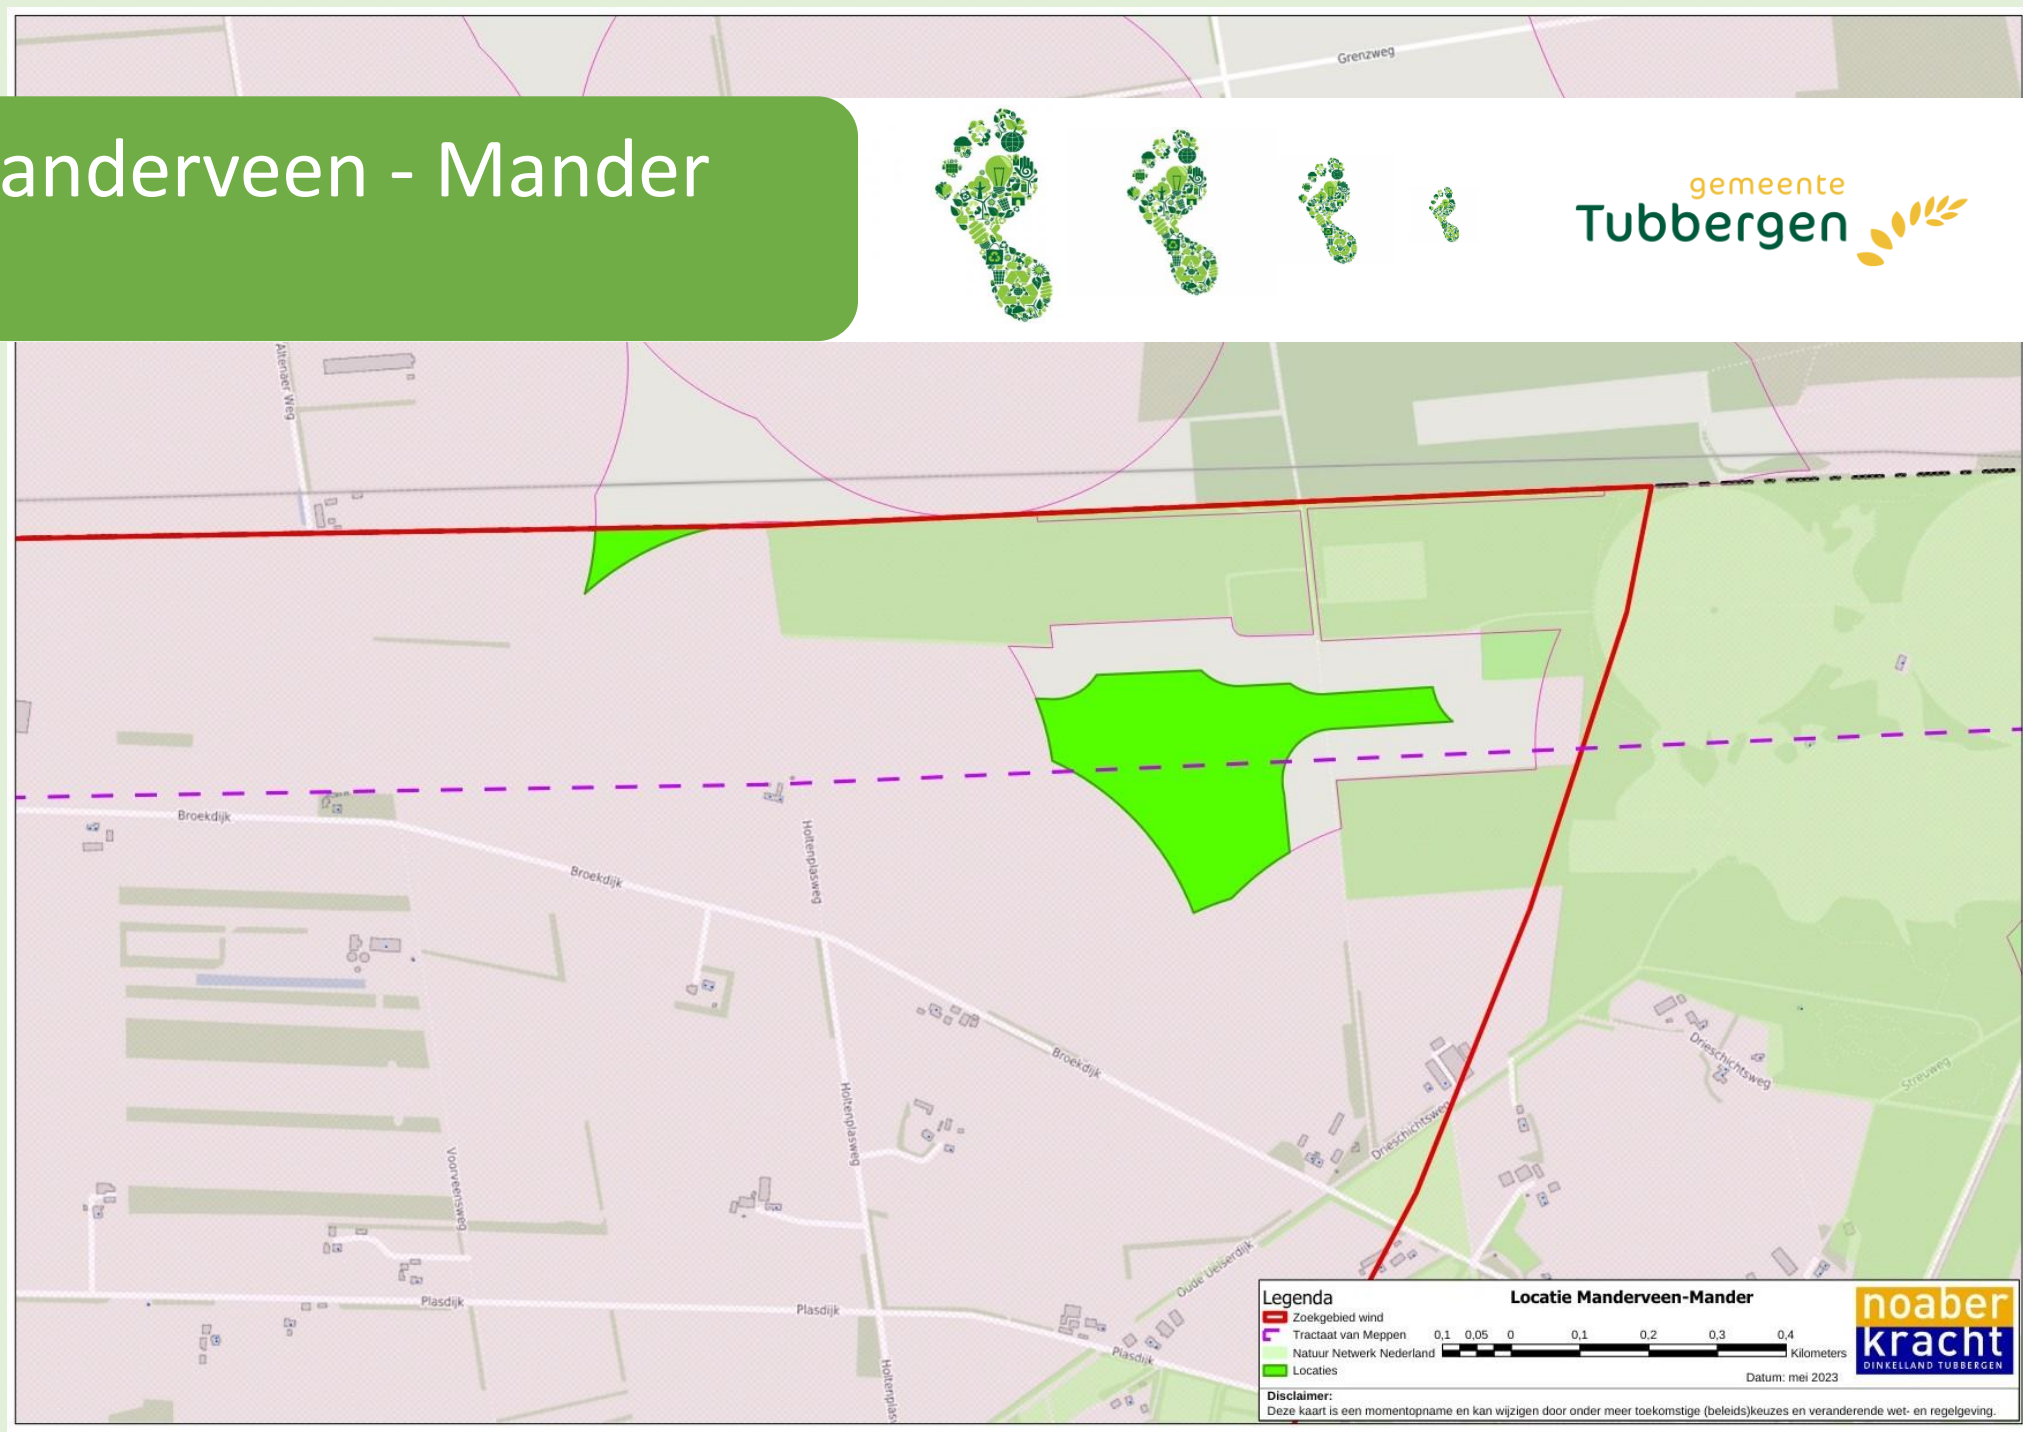 Grenzweg
anderveen - Mander
gemeente
Tubbergen
Altenaer Weg
Broekdijk
Broekdijk
Holtenplasweg
Broekdijk
Holtenplasweg
Voorveensweg
Drieschichtsweg
Drieschichtsweg
Streuweg
Oude Uelserdijk
Plasdijk
Plasdijk
Plasdijk
Holtenplasw
Legenda
Zoekgebied wind
Tractaat van Meppen
Natuur Netwerk Nederland
Locaties
Locatie Manderveen-Mander
0,1 0,05 0 0,1 0,2 0,3 0,4
Kilometers
Datum: mei 2023
noaber
kracht
DINKELLAND TUBBERGEN
Disclaimer:
Deze kaart is een momentopname en kan wijzigen door onder meer toekomstige (beleids)keuzes en veranderende wet- en regelgeving.